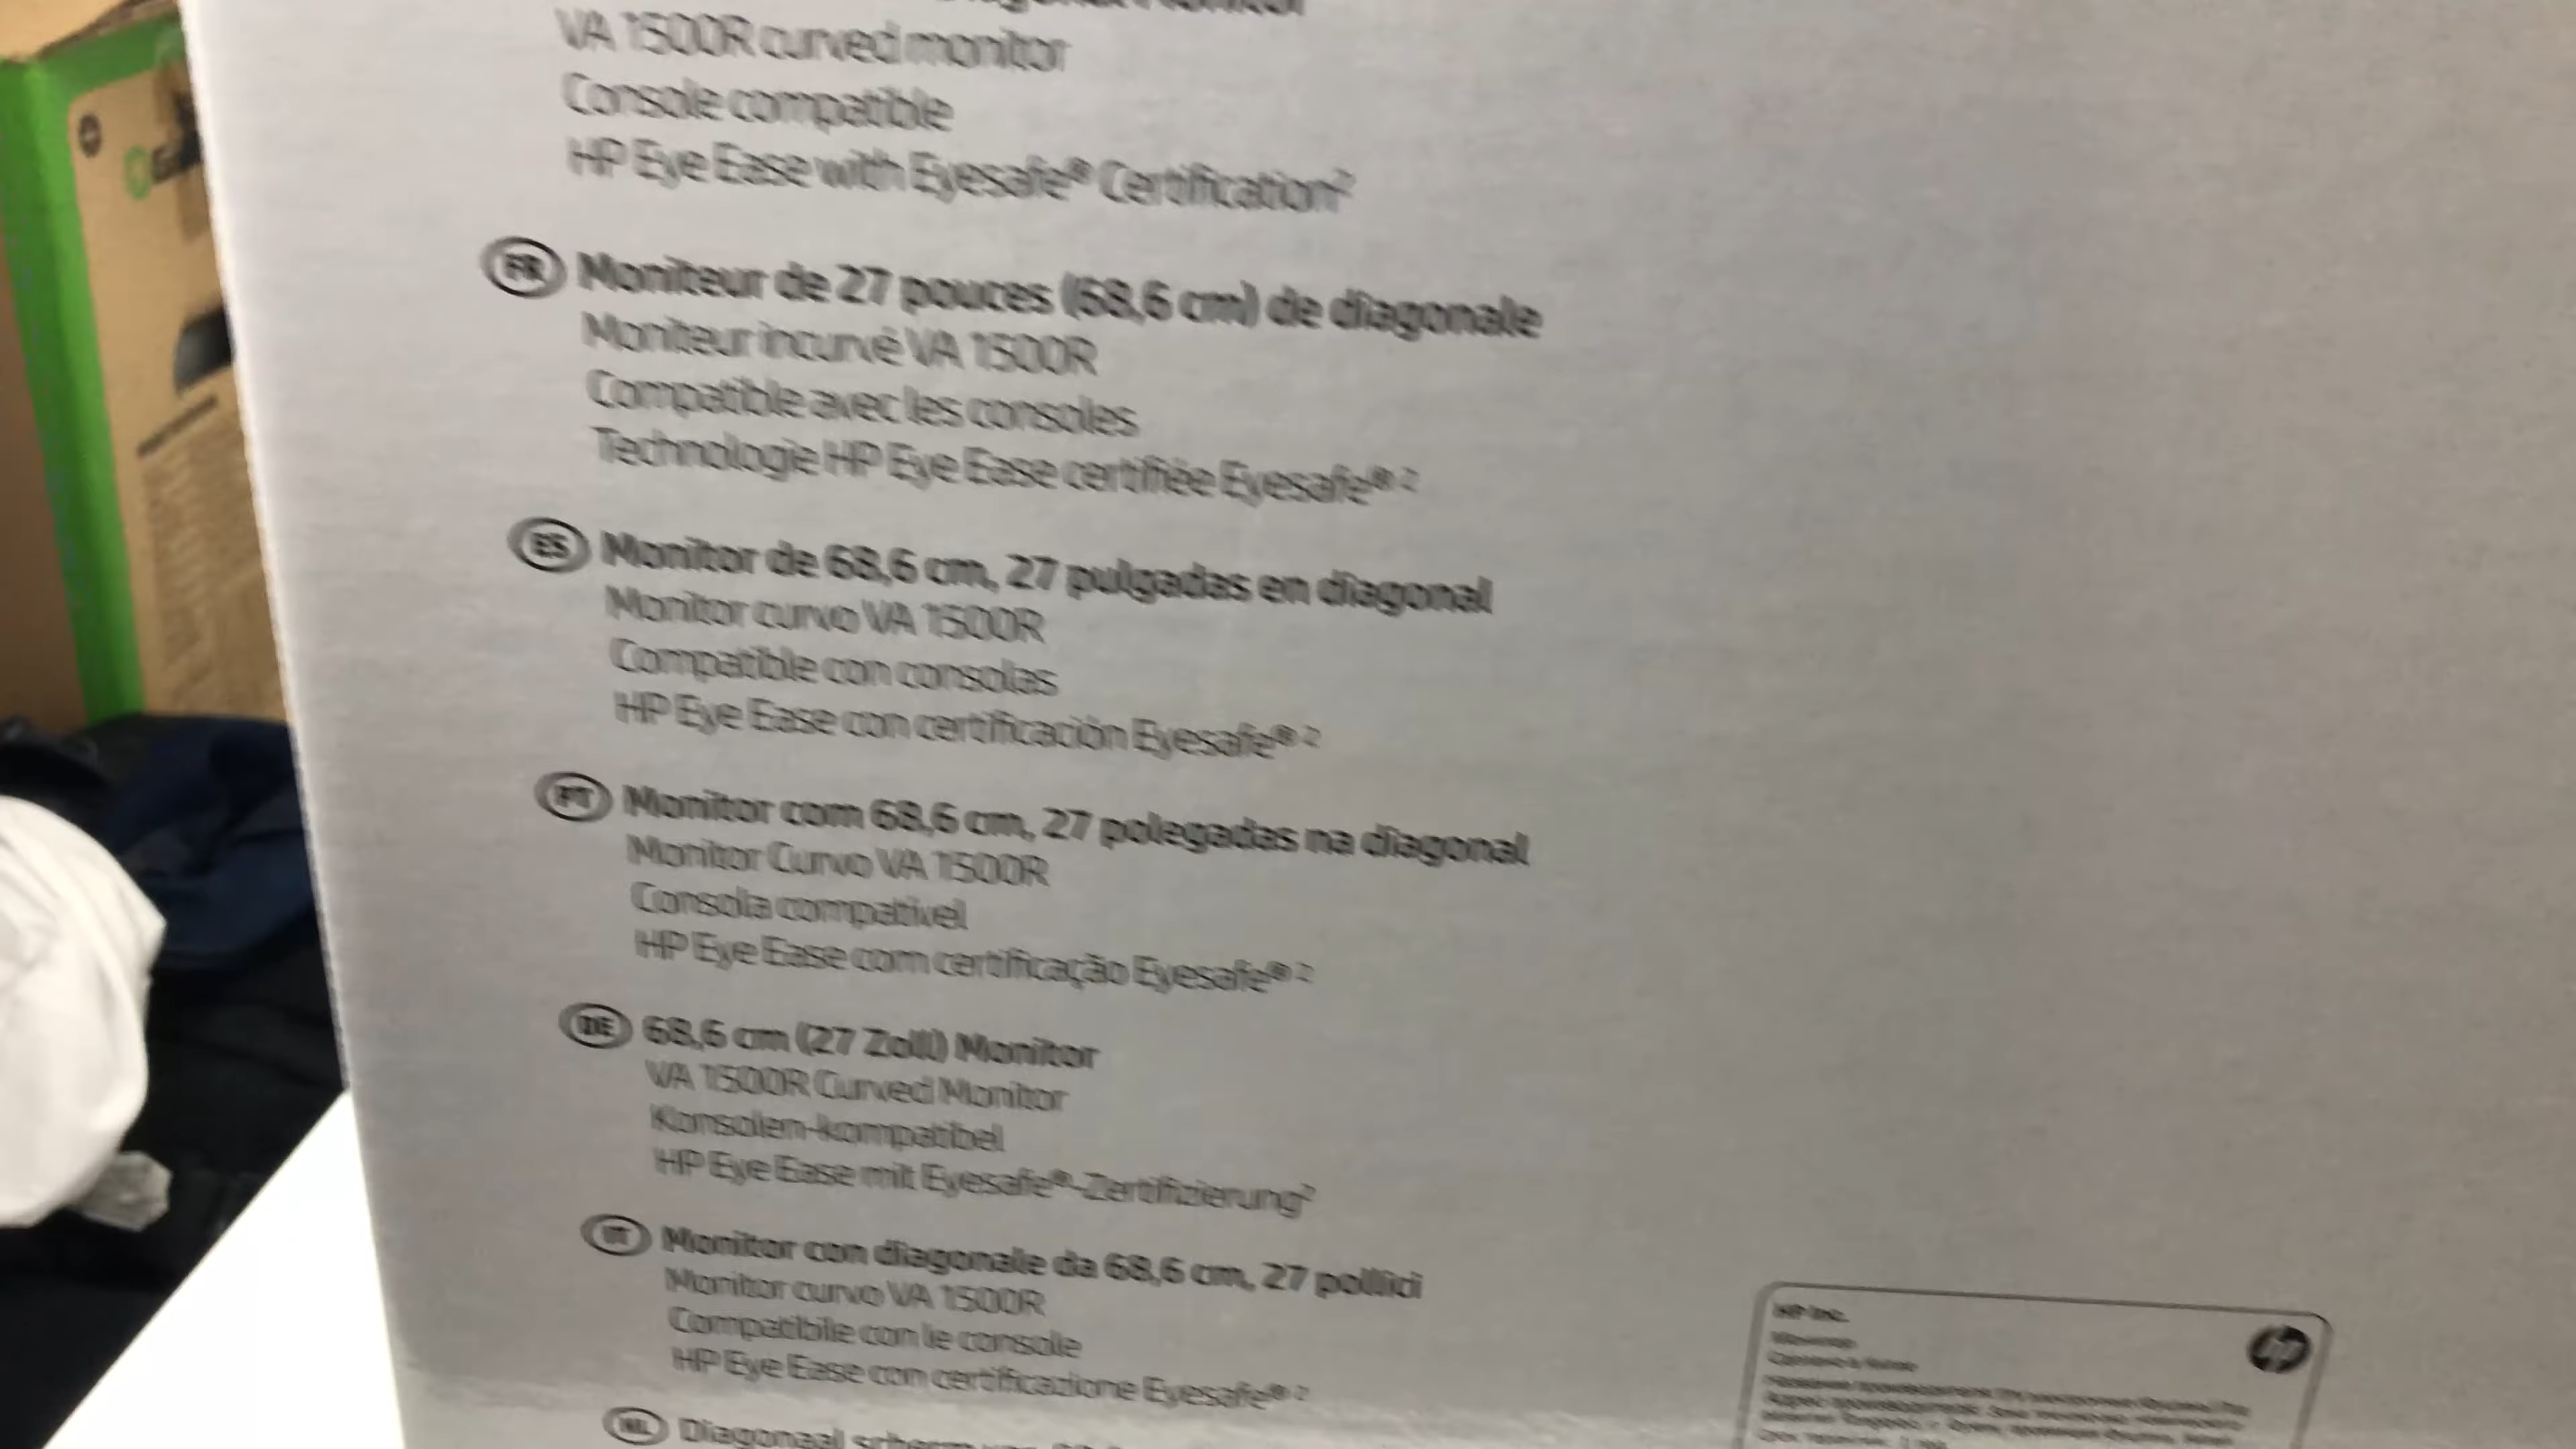 VA 1500R curved monitor
Console compatible
HP Eye Ease with Eyesafe® Certification²
FR Moniteur de 27 pouces (68,6 cm) de diagonale
Moniteur incurvé VA 1500R
Compatible avec les consoles
Technologie HP Eye Ease certifiée Eyesafe® ²
ES Monitor de 68,6 cm, 27 pulgadas en diagonal
Monitor curvo VA 1500R
Compatible con consolas
HP Eye Ease con certificación Eyesafe® ²
PT Monitor com 68,6 cm, 27 polegadas na diagonal
Monitor Curvo VA 1500R
Consola compatível
HP Eye Ease com certificação Eyesafe® ²
DE 68,6 cm (27 Zoll) Monitor
VA 1500R Curved Monitor
Konsolen-kompatibel
HP Eye Ease mit Eyesafe®-Zertifizierung²
IT Monitor con diagonale da 68,6 cm, 27 pollici
Monitor curvo VA 1500R
Compatibile con le console
HP Eye Ease con certificazione Eyesafe® ²
NL Diagonaal
HP Inc.
hp